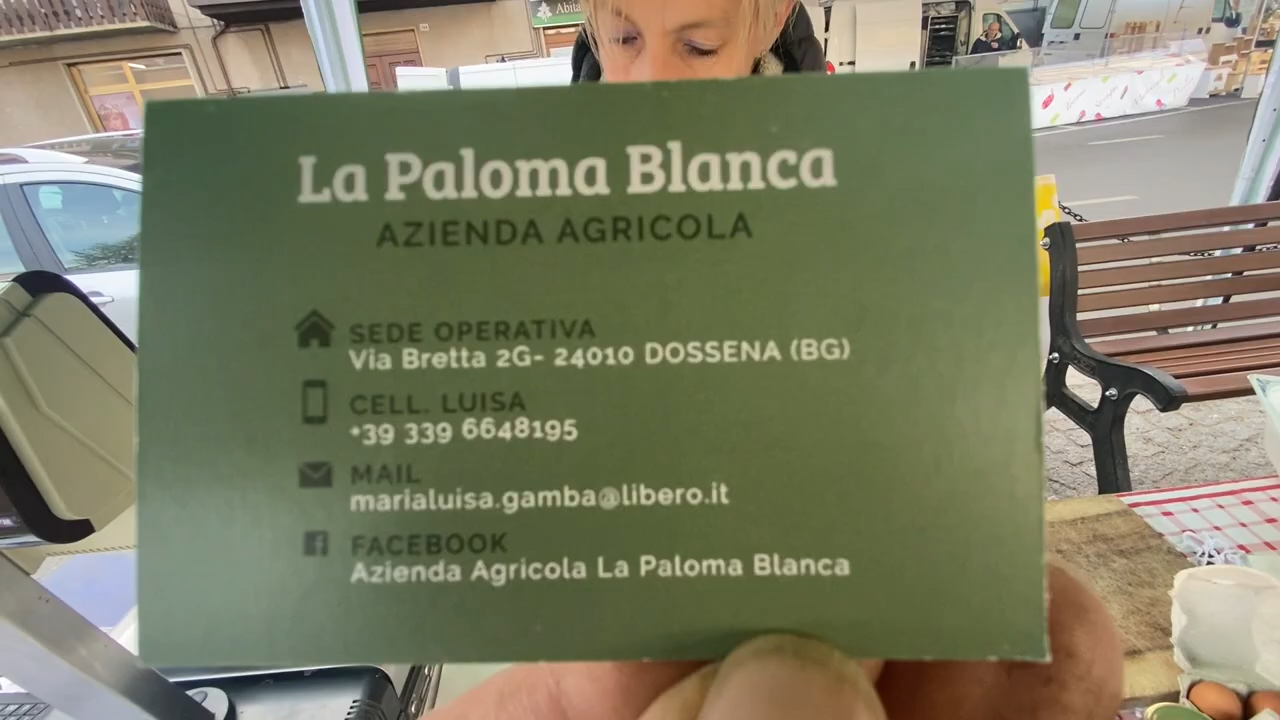 Abita
La Paloma Blanca
AZIENDA AGRICOLA
SEDE OPERATIVA
Via Bretta 2G- 24010 DOSSENA (BG)
CELL. LUISA
+39 339 6648195
MAIL
marialuisa.gamba@libero.it
FACEBOOK
Azienda Agricola La Paloma Blanca